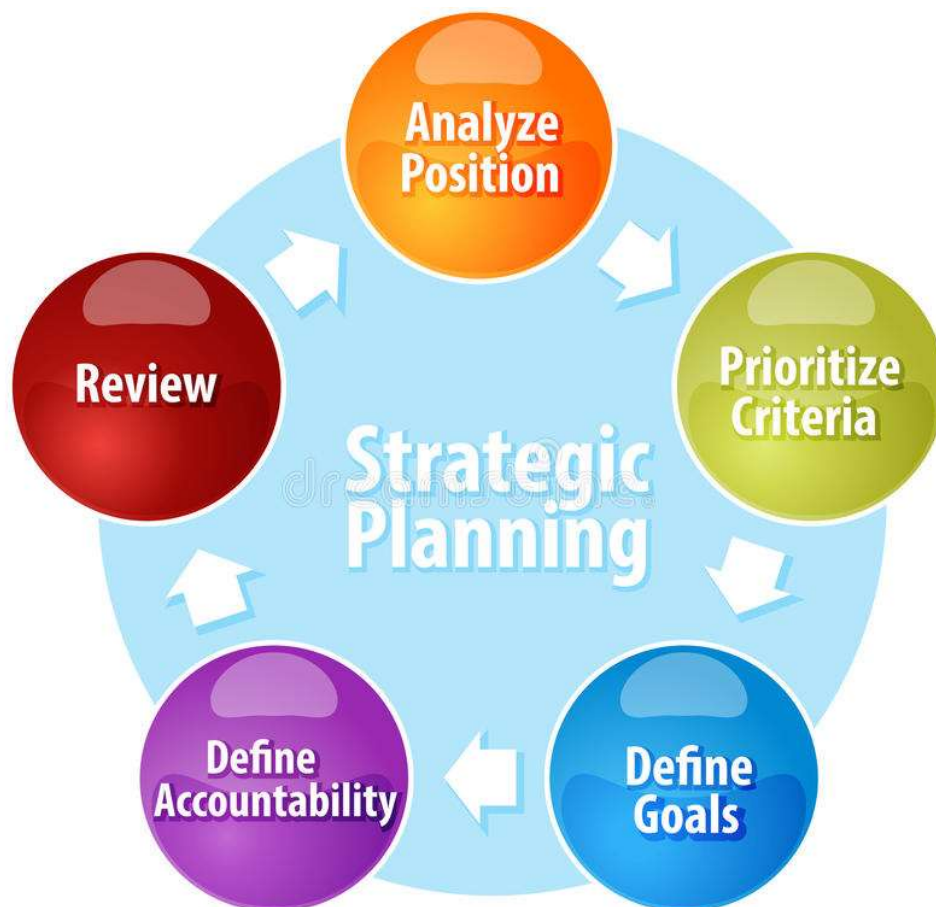 Analyze
Position
Prioritize
Criteria
Review
Strategic
Planning
Define
Accountability
Define
Goals